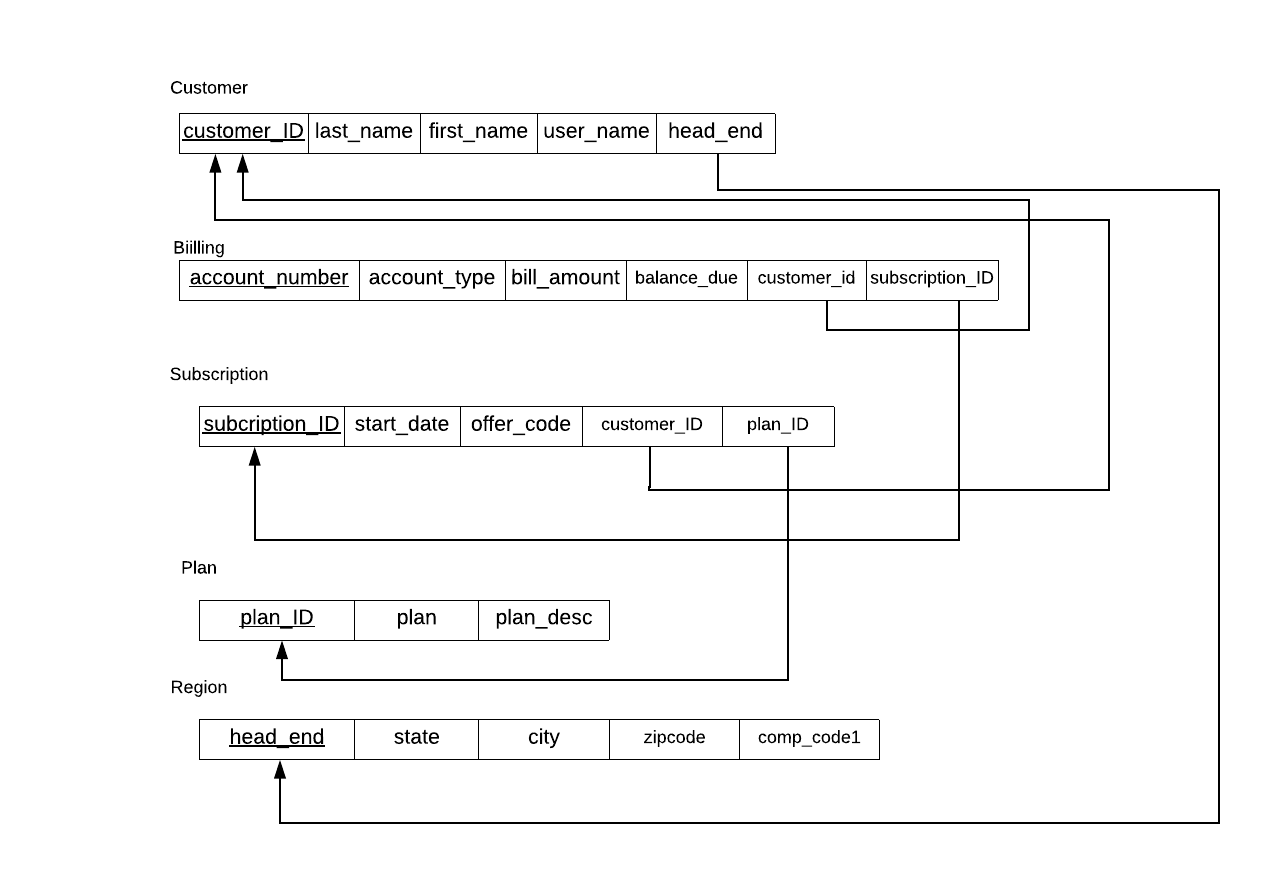 Customer
customer_ID last_name first_name user_name head_end
Biilling
account_number account_type bill_amount balance_due customer_id subscription_ID
Subscription
subcription_ID start_date offer_code customer_ID plan_ID
Plan
plan_ID plan plan_desc
Region
head_end state city zipcode comp_code1